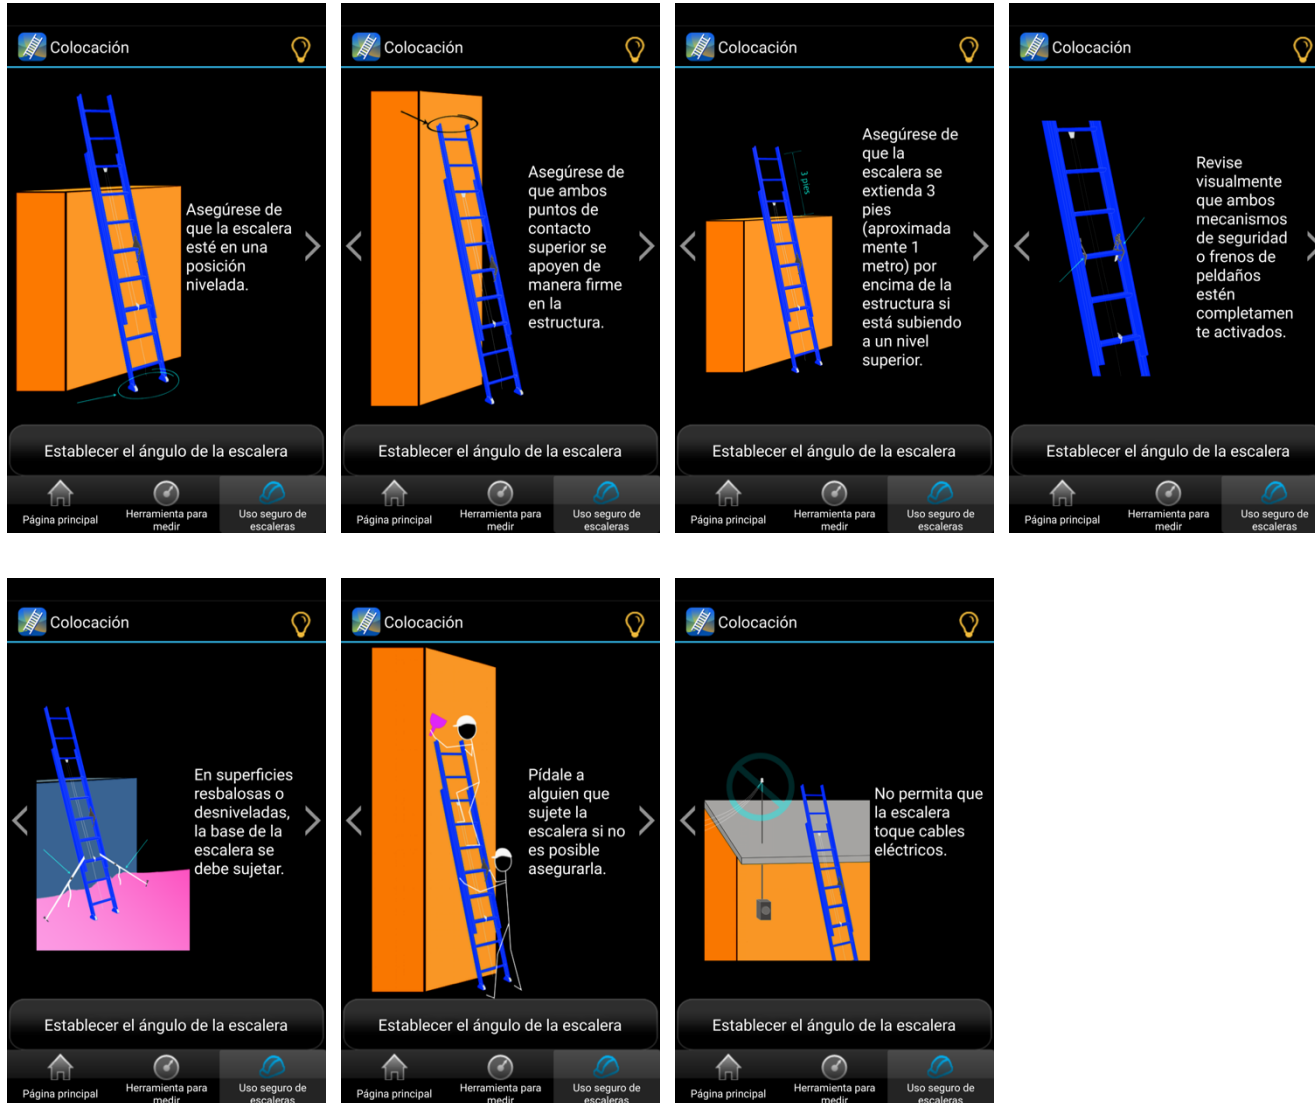 Colocación
Asegúrese de
que la escalera
esté en una
posición
nivelada.
Establecer el ángulo de la escalera
Página principal
Herramienta para
medir
Uso seguro de
escaleras
Colocación
Asegúrese de
que ambos
puntos de
contacto
superior se
apoyen de
manera firme
en la
estructura.
Establecer el ángulo de la escalera
Página principal
Herramienta para
medir
Uso seguro de
escaleras
Colocación
3 pies
Asegúrese de
que la
escalera se
extienda 3
pies
(aproximada
mente 1
metro) por
encima de la
estructura si
está subiendo
a un nivel
superior.
Establecer el ángulo de la escalera
Página principal
Herramienta para
medir
Uso seguro de
escaleras
Colocación
Revise
visualmente
que ambos
mecanismos
de seguridad
o frenos de
peldaños
estén
completamen
te activados.
Establecer el ángulo de la escalera
Página principal
Herramienta para
medir
Uso seguro de
escaleras
Colocación
En superficies
resbalosas o
desniveladas,
la base de la
escalera se
debe sujetar.
Establecer el ángulo de la escalera
Página principal
Herramienta para
medir
Uso seguro de
escaleras
Colocación
Pídale a
alguien que
sujete la
escalera si no
es posible
asegurarla.
Establecer el ángulo de la escalera
Página principal
Herramienta para
medir
Uso seguro de
escaleras
Colocación
No permita que
la escalera
toque cables
eléctricos.
Establecer el ángulo de la escalera
Página principal
Herramienta para
medir
Uso seguro de
escaleras